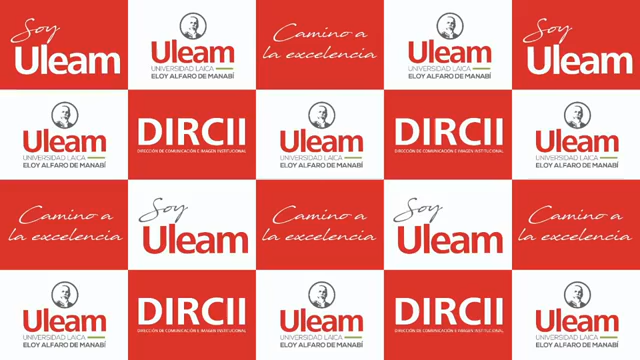 Soy
Uleam
Uleam
UNIVERSIDAD LAICA
ELOY ALFARO DE MANABÍ
Camino a
la excelencia
Uleam
UNIVERSIDAD LAICA
ELOY ALFARO DE MANABÍ
Soy
Uleam
Uleam
UNIVERSIDAD LAICA
ELOY ALFARO DE MANABÍ
DIRCII
DIRECCIÓN DE COMUNICACIÓN E IMAGEN INSTITUCIONAL
Uleam
UNIVERSIDAD LAICA
ELOY ALFARO DE MANABÍ
DIRCII
DIRECCIÓN DE COMUNICACIÓN E IMAGEN INSTITUCIONAL
Uleam
UNIVERSIDAD LAICA
ELOY ALFARO DE MANABÍ
Camino a
la excelencia
Soy
Uleam
Camino a
la excelencia
Soy
Uleam
Camino a
la excelencia
Uleam
UNIVERSIDAD LAICA
ELOY ALFARO DE MANABÍ
DIRCII
DIRECCIÓN DE COMUNICACIÓN E IMAGEN INSTITUCIONAL
Uleam
UNIVERSIDAD LAICA
ELOY ALFARO DE MANABÍ
DIRCII
DIRECCIÓN DE COMUNICACIÓN E IMAGEN INSTITUCIONAL
Uleam
UNIVERSIDAD LAICA
ELOY ALFARO DE MANABÍ